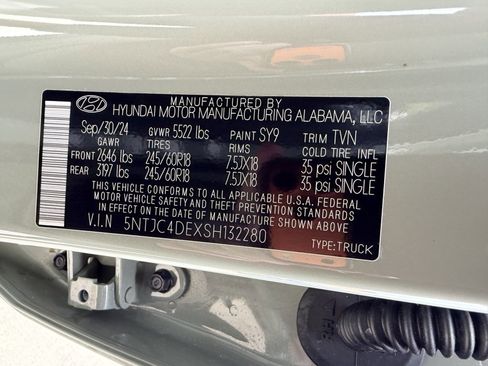 MANUFACTURED BY
HYUNDAI MOTOR MANUFACTURING ALABAMA, LLC
Sep/30/24 GVWR 5522 lbs PAINT SY9 TRIM TVN
GAWR TIRES RIMS COLD TIRE INFL
FRONT 2646 lbs 245/60R18 7.5JX18 35 psi SINGLE
REAR 3197 lbs 245/60R18 7.5JX18 35 psi SINGLE
THIS VEHICLE CONFORMS TO ALL APPLICABLE U.S.A. FEDERAL
MOTOR VEHICLE SAFETY AND THEFT PREVENTION STANDARDS
IN EFFECT ON THE DATE OF MANUFACTURE SHOWN ABOVE
V.I.N 5NTJC4DEXSH132280 TYPE:TRUCK
RH